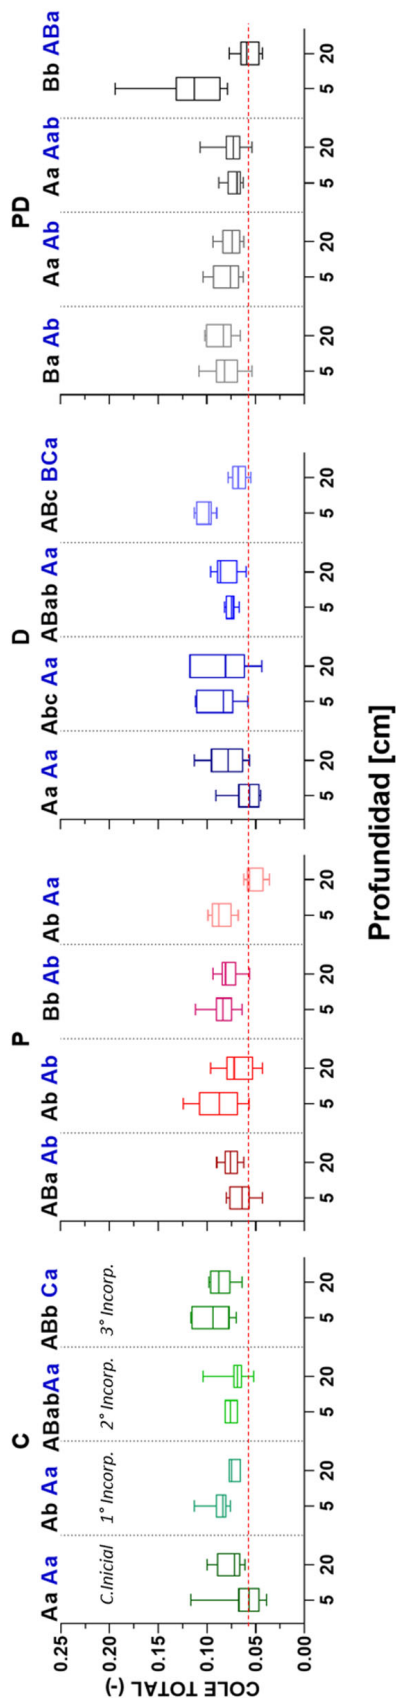 C P D PD
Aa Aa Ab Aa ABabAa ABb Ca ABa Ab Ab Ab Bb Ab Ab Aa Aa Aa Abc Aa ABab Aa ABc BCa Ba Ab Aa Ab Aa Aab Bb ABa
C.Inicial 1° Incorp. 2° Incorp. 3° Incorp.
0.25
0.20
0.15
0.10
0.05
0.00
COLE TOTAL (-)
5 20 5 20 5 20 5 20 5 20 5 20 5 20 5 20 5 20 5 20 5 20 5 20 5 20 5 20 5 20 5 20
Profundidad [cm]